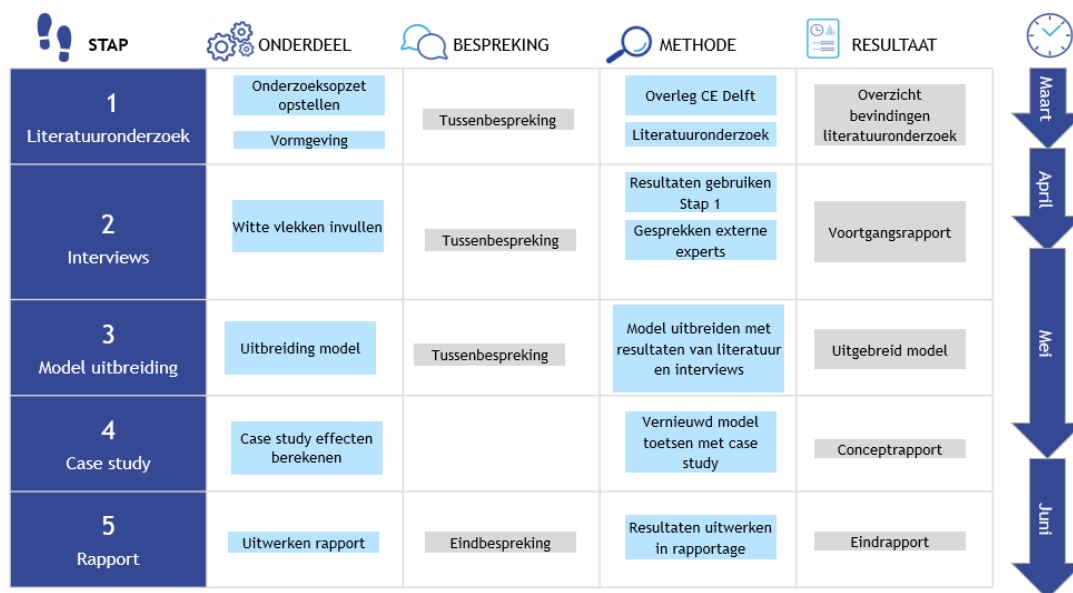 STAP
ONDERDEEL
BESPREKING
METHODE
RESULTAAT
1
Literatuuronderzoek
Onderzoeksopzet
opstellen
Vormgeving
Tussenbespreking
Overleg CE Delft
Literatuuronderzoek
Overzicht
bevindingen
literatuuronderzoek
Maart
2
Interviews
Witte vlekken invullen
Tussenbespreking
Resultaten gebruiken
Stap 1
Gesprekken externe
experts
Voortgangsrapport
April
3
Model uitbreiding
Uitbreiding model
Tussenbespreking
Model uitbreiden met
resultaten van literatuur
en interviews
Uitgebreid model
Mei
4
Case study
Case study effecten
berekenen
Vernieuwd model
toetsen met case
study
Conceptrapport
5
Rapport
Uitwerken rapport
Eindbespreking
Resultaten uitwerken
in rapportage
Eindrapport
Juni